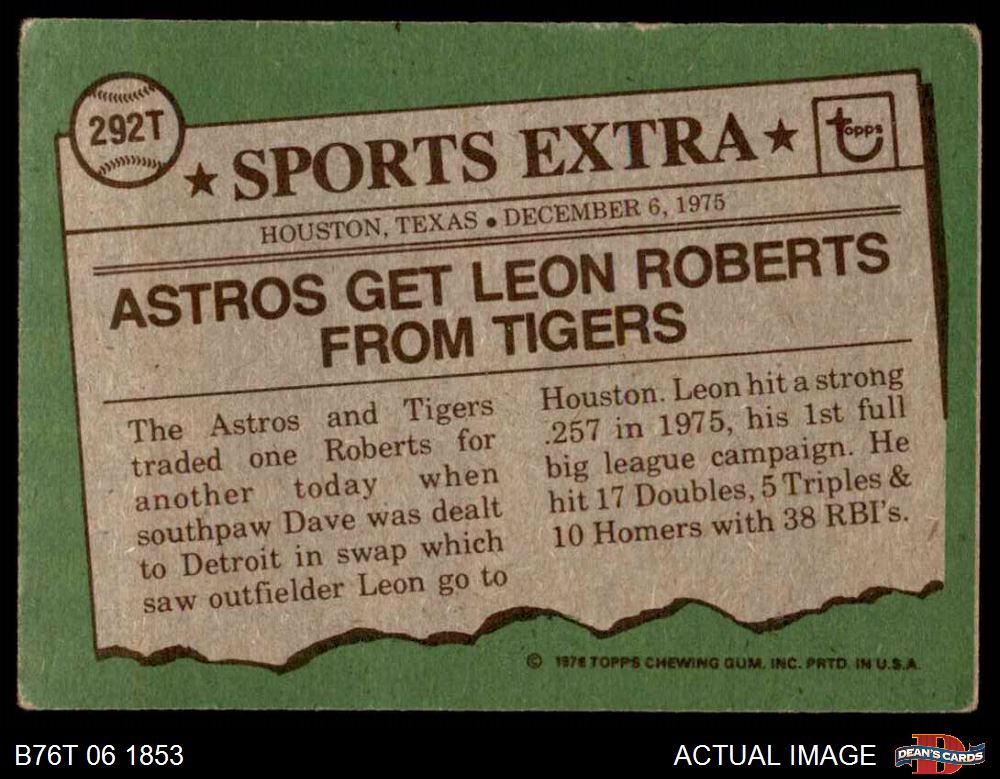 292T
★ SPORTS EXTRA ★
topps
HOUSTON, TEXAS • DECEMBER 6, 1975
ASTROS GET LEON ROBERTS
FROM TIGERS
The Astros and Tigers
traded one Roberts for
another today when
southpaw Dave was dealt
to Detroit in swap which
saw outfielder Leon go to
Houston. Leon hit a strong
.257 in 1975, his 1st full
big league campaign. He
hit 17 Doubles, 5 Triples &
10 Homers with 38 RBI's.
© 1976 TOPPS CHEWING GUM. INC. PRTD. IN U.S.A.
B76T 06 1853
ACTUAL IMAGE
DEAN'S CARDS